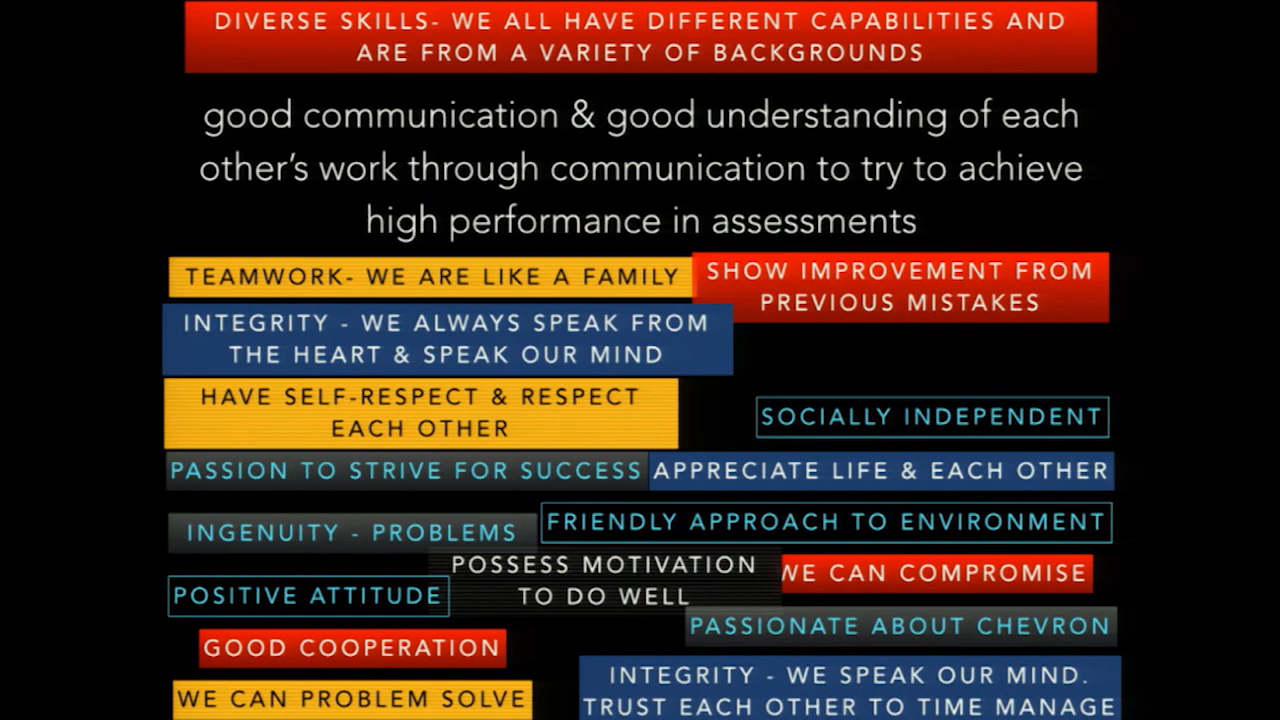 DIVERSE SKILLS- WE ALL HAVE DIFFERENT CAPABILITIES AND
ARE FROM A VARIETY OF BACKGROUNDS
good communication & good understanding of each
other's work through communication to try to achieve
high performance in assessments
TEAMWORK- WE ARE LIKE A FAMILY
SHOW IMPROVEMENT FROM
PREVIOUS MISTAKES
INTEGRITY - WE ALWAYS SPEAK FROM
THE HEART & SPEAK OUR MIND
HAVE SELF-RESPECT & RESPECT
EACH OTHER
SOCIALLY INDEPENDENT
PASSION TO STRIVE FOR SUCCESS
APPRECIATE LIFE & EACH OTHER
INGENUITY - PROBLEMS
FRIENDLY APPROACH TO ENVIRONMENT
POSSESS MOTIVATION
TO DO WELL
WE CAN COMPROMISE
POSITIVE ATTITUDE
PASSIONATE ABOUT CHEVRON
GOOD COOPERATION
INTEGRITY - WE SPEAK OUR MIND.
TRUST EACH OTHER TO TIME MANAGE
WE CAN PROBLEM SOLVE